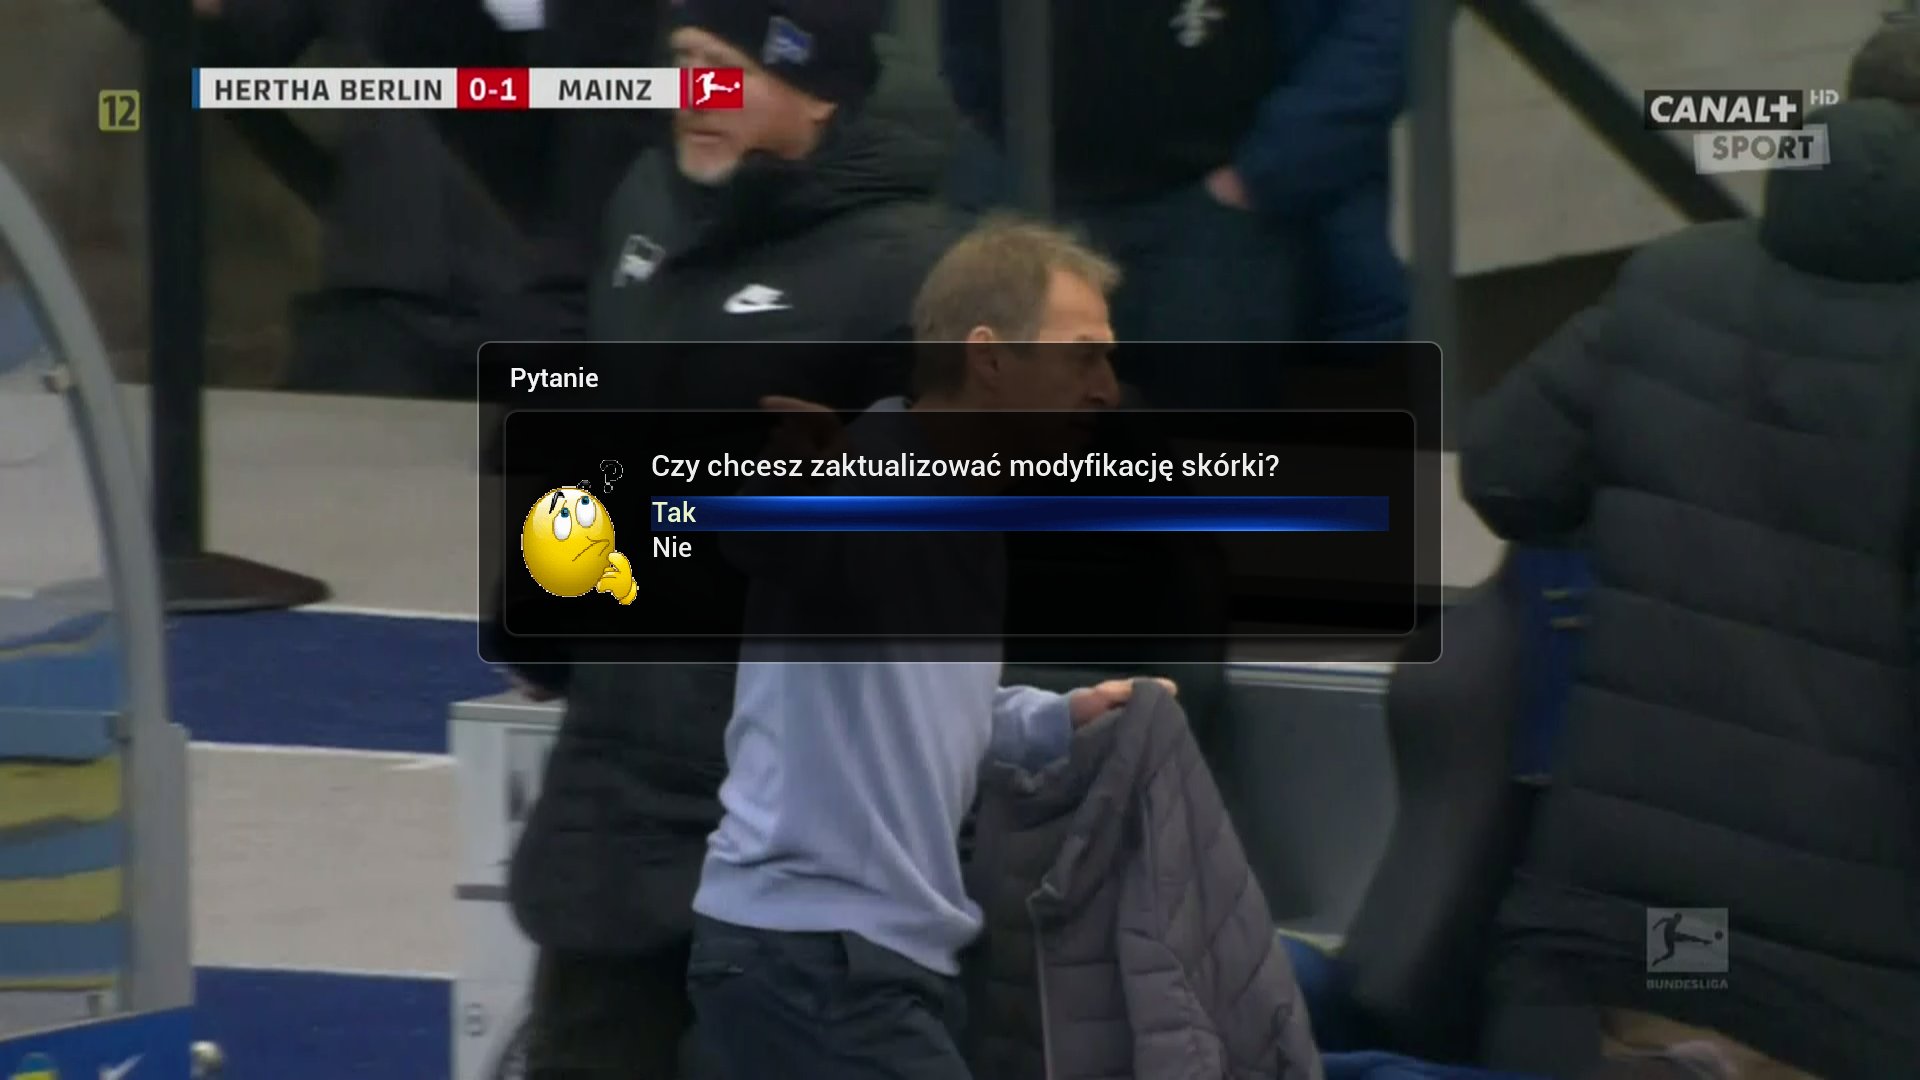 12
HERTHA BERLIN 0-1 MAINZ
CANAL+ HD
SPORT
Pytanie
Czy chcesz zaktualizować modyfikację skórki?
Tak
Nie
BUNDESLIGA